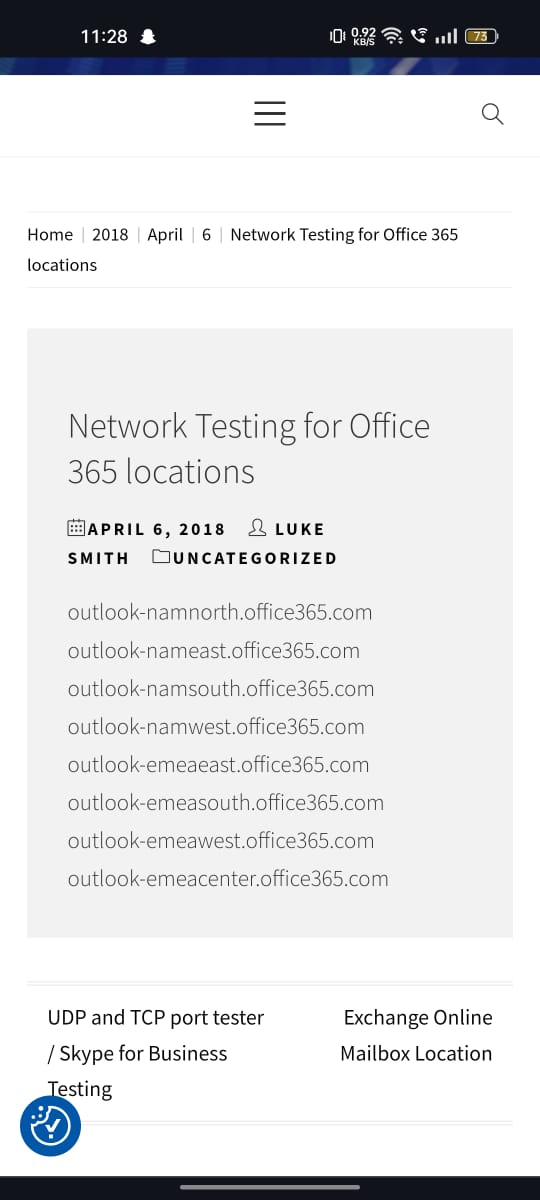 11:28
0.92
KB/S
73
Home | 2018 | April | 6 | Network Testing for Office 365
locations
Network Testing for Office
365 locations
APRIL 6, 2018 LUKE
SMITH UNCATEGORIZED
outlook-namnorth.office365.com
outlook-nameast.office365.com
outlook-namsouth.office365.com
outlook-namwest.office365.com
outlook-emeaeast.office365.com
outlook-emeasouth.office365.com
outlook-emeawest.office365.com
outlook-emeacenter.office365.com
UDP and TCP port tester
/ Skype for Business
Testing
Exchange Online
Mailbox Location